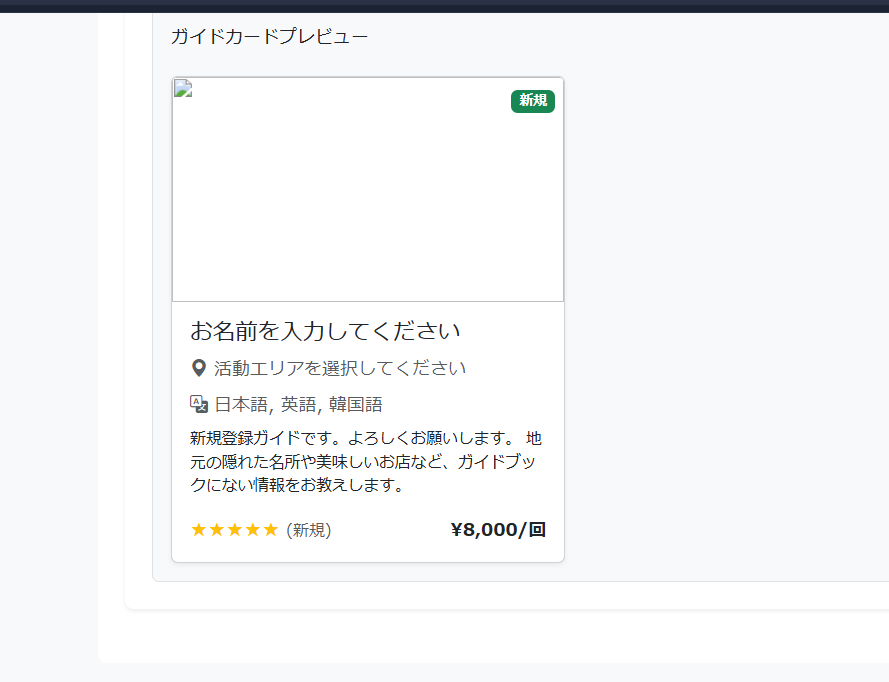 ガイドカードプレビュー
新規
お名前を入力してください
活動エリアを選択してください
日本語, 英語, 韓国語
新規登録ガイドです。よろしくお願いします。 地
元の隠れた名所や美味しいお店など、ガイドブッ
クにない情報をお教えします。
★★★★★ (新規) ¥8,000/回